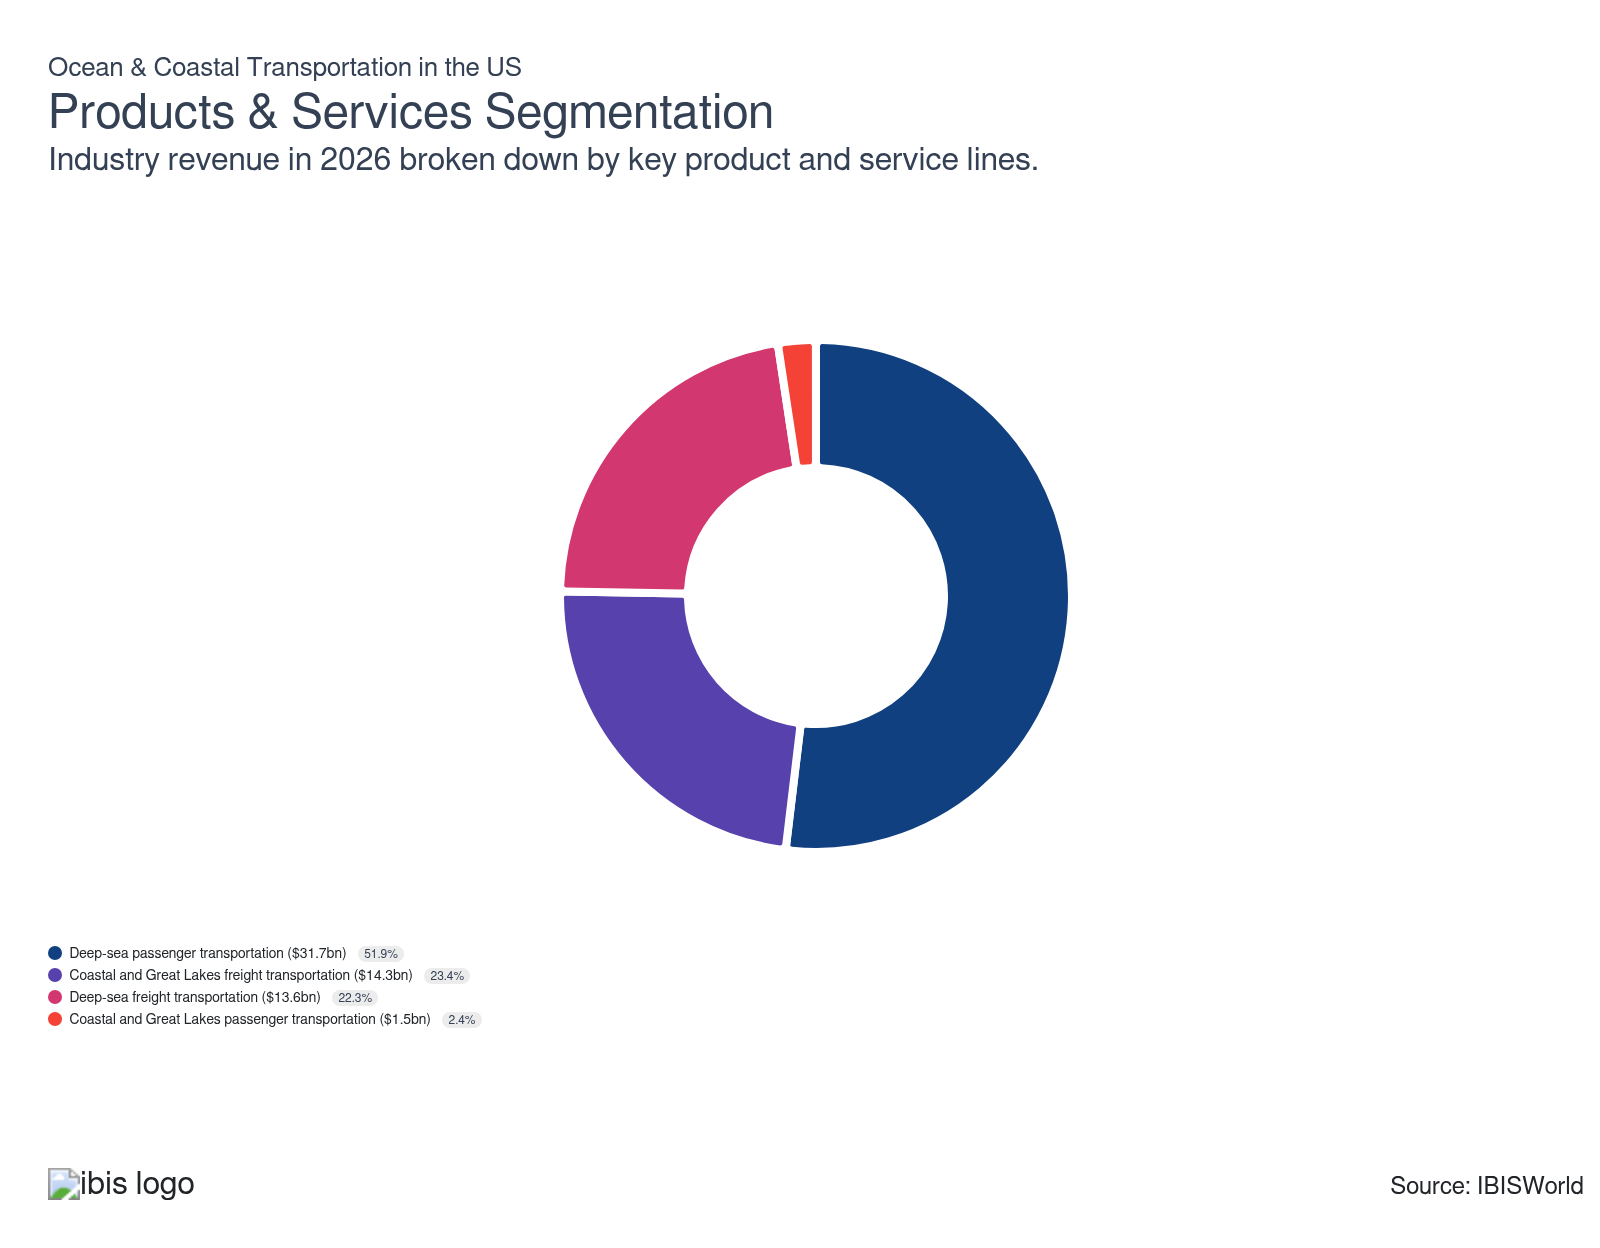 Ocean & Coastal Transportation in the US
Products & Services Segmentation
Industry revenue in 2026 broken down by key product and service lines.
Deep-sea passenger transportation ($31.7bn) 51.9%
Coastal and Great Lakes freight transportation ($14.3bn) 23.4%
Deep-sea freight transportation ($13.6bn) 22.3%
Coastal and Great Lakes passenger transportation ($1.5bn) 2.4%
ibis logo
Source: IBISWorld